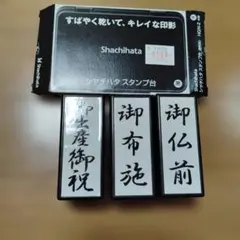 すばやく乾いて、キレイな印影
Shachihata
シヤチハタ スタンプ台
御出産御祝
御布施
御仏前